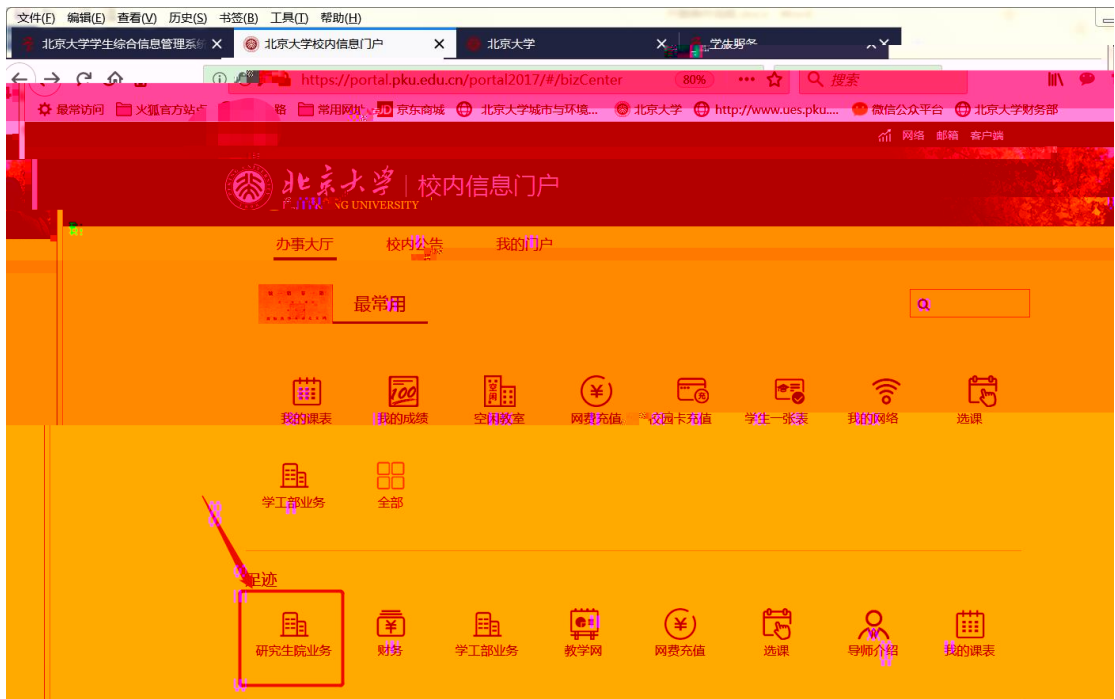 文件(F) 编辑(E) 查看(V) 历史(S) 书签(B) 工具(T) 帮助(H)
北京大学学生综合信息管理系统 北京大学校内信息门户 北京大学
https://portal.pku.edu.cn/portal2017/#/bizCenter 80% 搜索
最常访问 火狐官方站点 常用网址 京东商城 北京大学城市与环境... 北京大学 http://www.ues.pku.... 微信公众平台 北京大学财务部
网络 邮箱 客户端
北京大学 校内信息门户
UNIVERSITY
办事大厅 校内公告 我的门户
最常用
我的课表 我的成绩 空闲教室 网费充值 校园卡充值 学生一张表 我的网络 选课
学工部业务 全部
足迹
研究生院业务 财务 学工部业务 教学网 网费充值 选课 导师介绍 我的课表